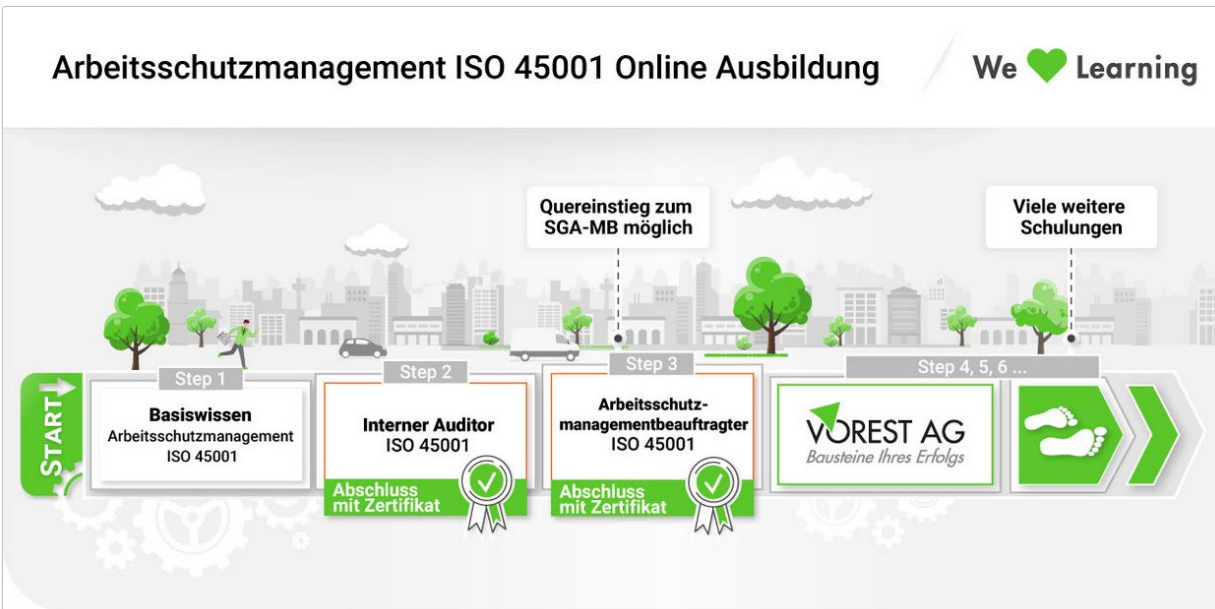 Arbeitsschutzmanagement ISO 45001 Online Ausbildung
We Learning
Quereinstieg zum
SGA-MB möglich
Viele weitere
Schulungen
START
Step 1
Basiswissen
Arbeitsschutzmanagement
ISO 45001
Step 2
Interner Auditor
ISO 45001
Abschluss
mit Zertifikat
Step 3
Arbeitsschutz-
managementbeauftragter
ISO 45001
Abschluss
mit Zertifikat
Step 4, 5, 6 ...
VOREST AG
Bausteine Ihres Erfolgs